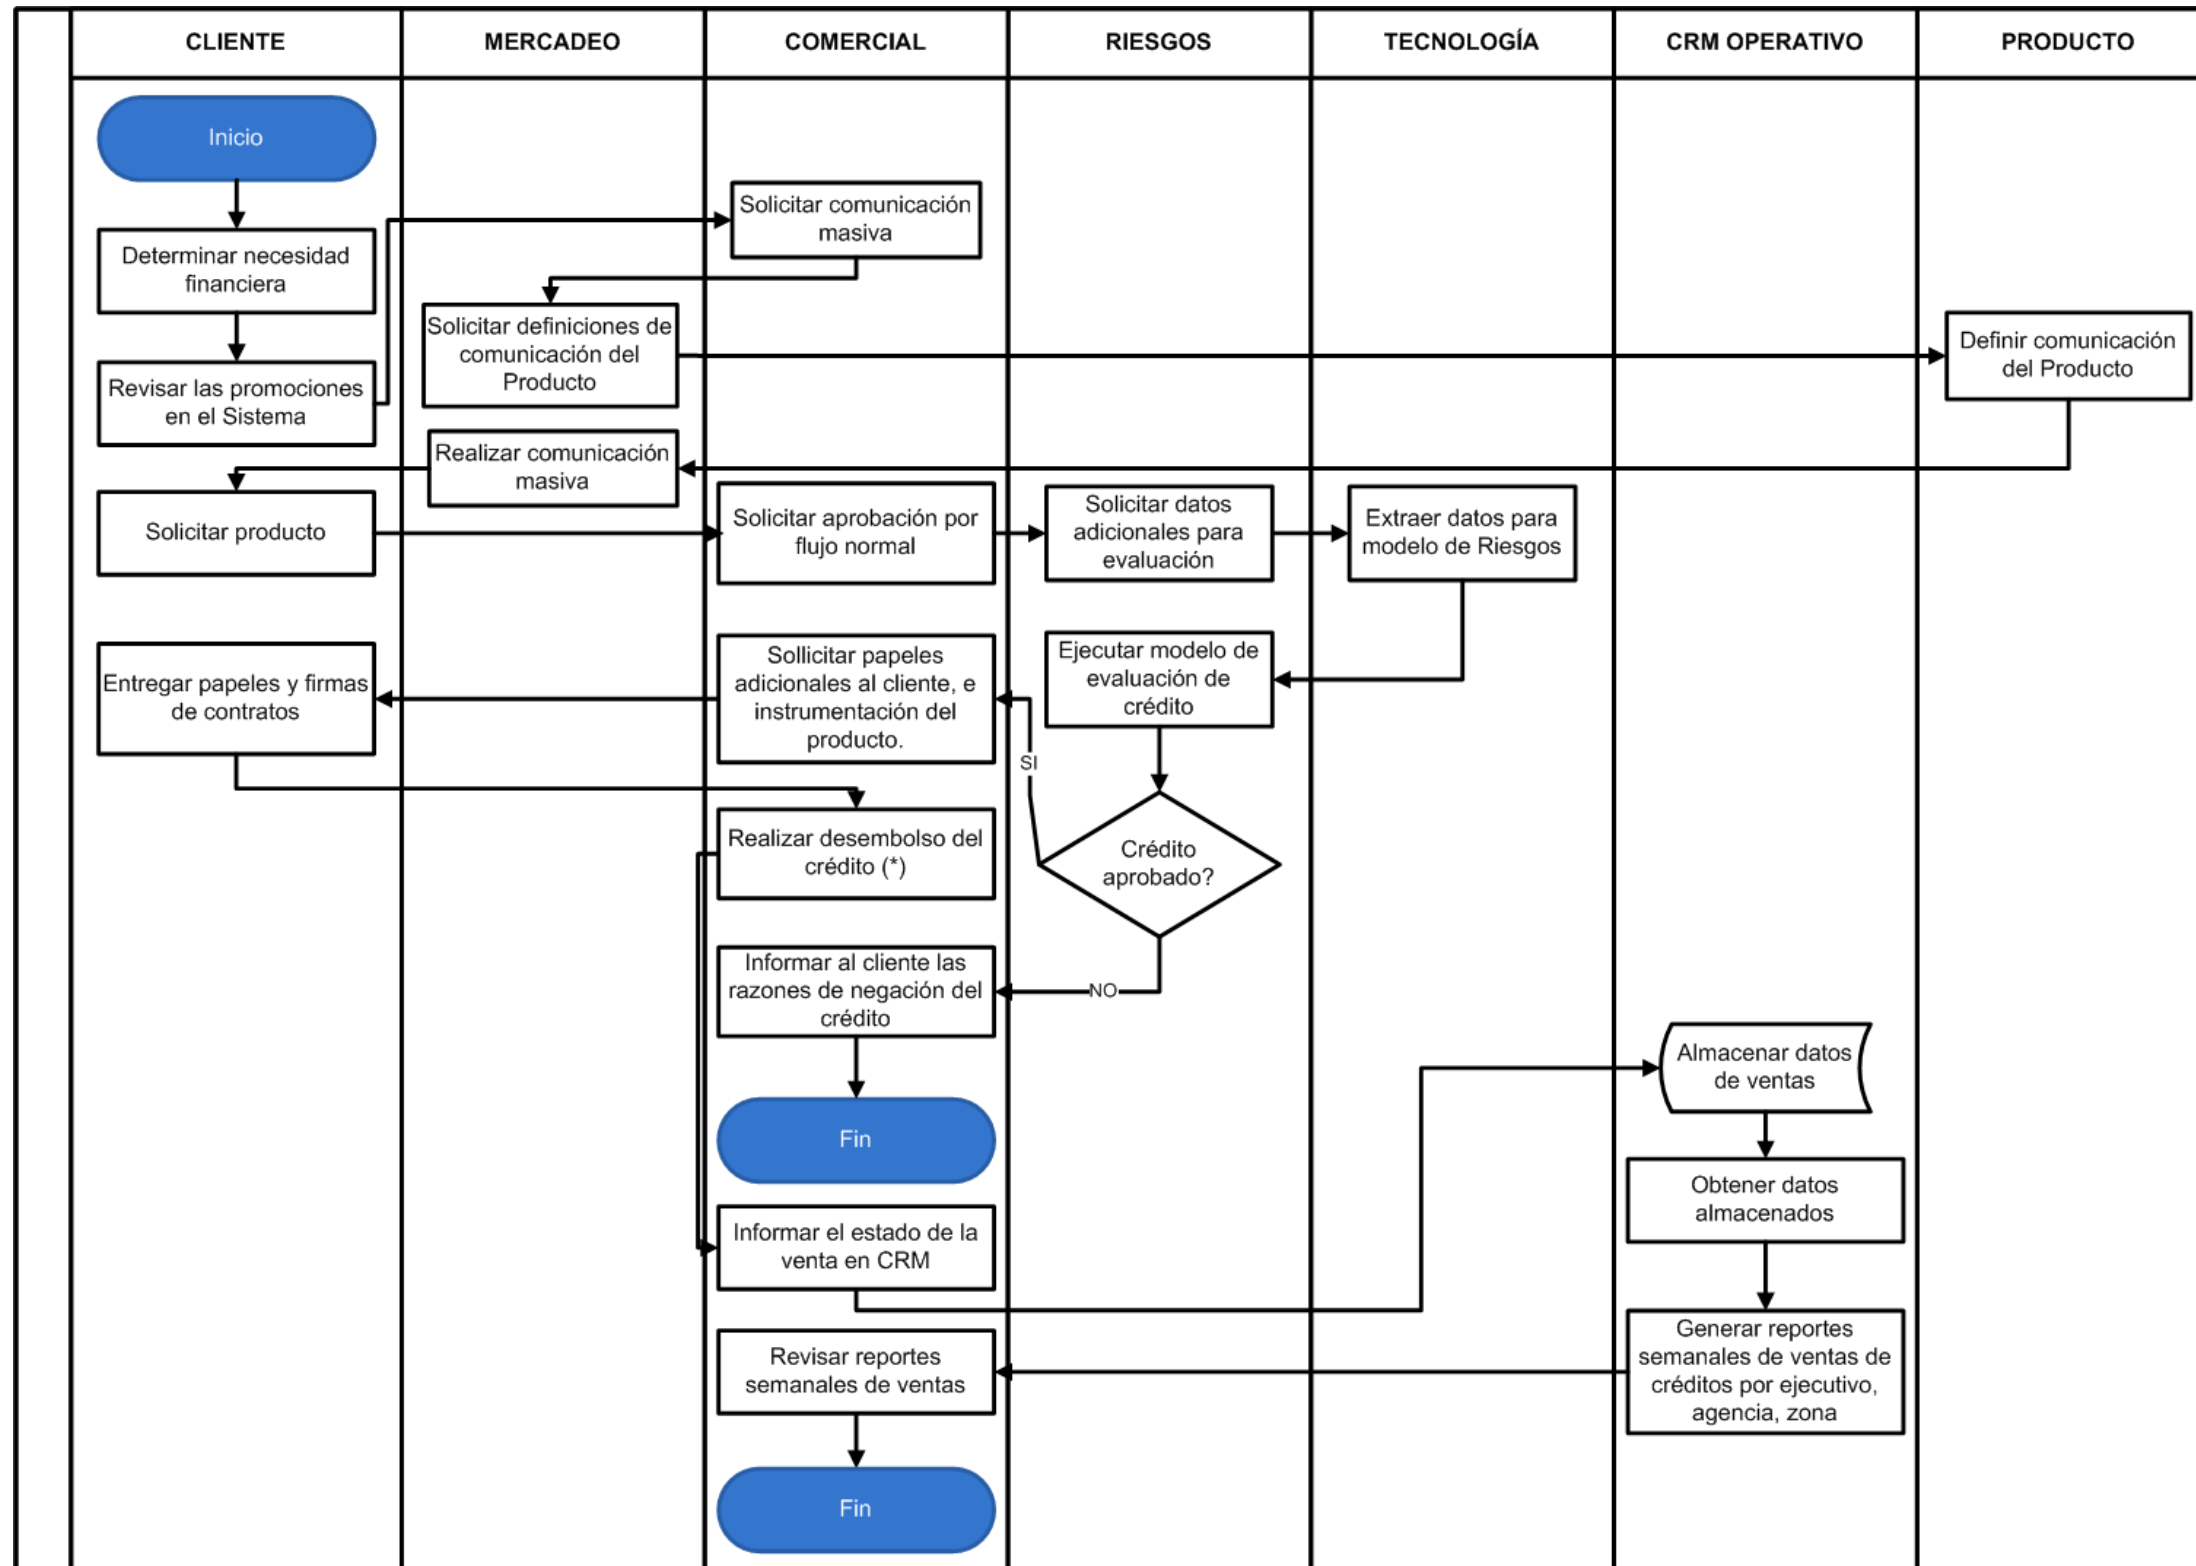 CLIENTE
MERCADEO
COMERCIAL
RIESGOS
TECNOLOGÍA
CRM OPERATIVO
PRODUCTO
Inicio
Determinar necesidad
financiera
Revisar las promociones
en el Sistema
Solicitar comunicación
masiva
Solicitar definiciones de
comunicación del
Producto
Definir comunicación
del Producto
Realizar comunicación
masiva
Solicitar producto
Solicitar aprobación por
flujo normal
Solicitar datos
adicionales para
evaluación
Extraer datos para
modelo de Riesgos
Ejecutar modelo de
evaluación de
crédito
Crédito
aprobado?
SI
NO
Sollicitar papeles
adicionales al cliente, e
instrumentación del
producto.
Entregar papeles y firmas
de contratos
Realizar desembolso del
crédito (*)
Informar al cliente las
razones de negación del
crédito
Fin
Informar el estado de la
venta en CRM
Almacenar datos
de ventas
Obtener datos
almacenados
Generar reportes
semanales de ventas de
créditos por ejecutivo,
agencia, zona
Revisar reportes
semanales de ventas
Fin